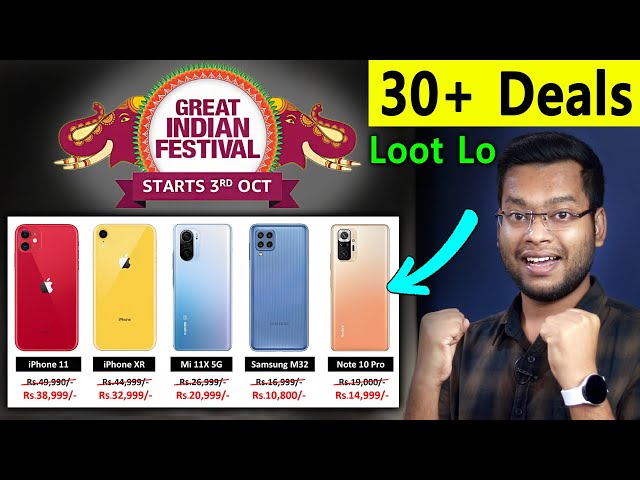 30+ Deals
Loot Lo
GREAT
INDIAN
FESTIVAL
STARTS 3RD OCT
iPhone 11
Rs.49,990/-
Rs.38,999/-
iPhone XR
Rs.44,999/-
Rs.32,999/-
Mi 11X 5G
Rs.26,999/-
Rs.20,999/-
Samsung M32
Rs.16,999/-
Rs.10,800/-
Note 10 Pro
Rs.19,000/-
Rs.14,999/-